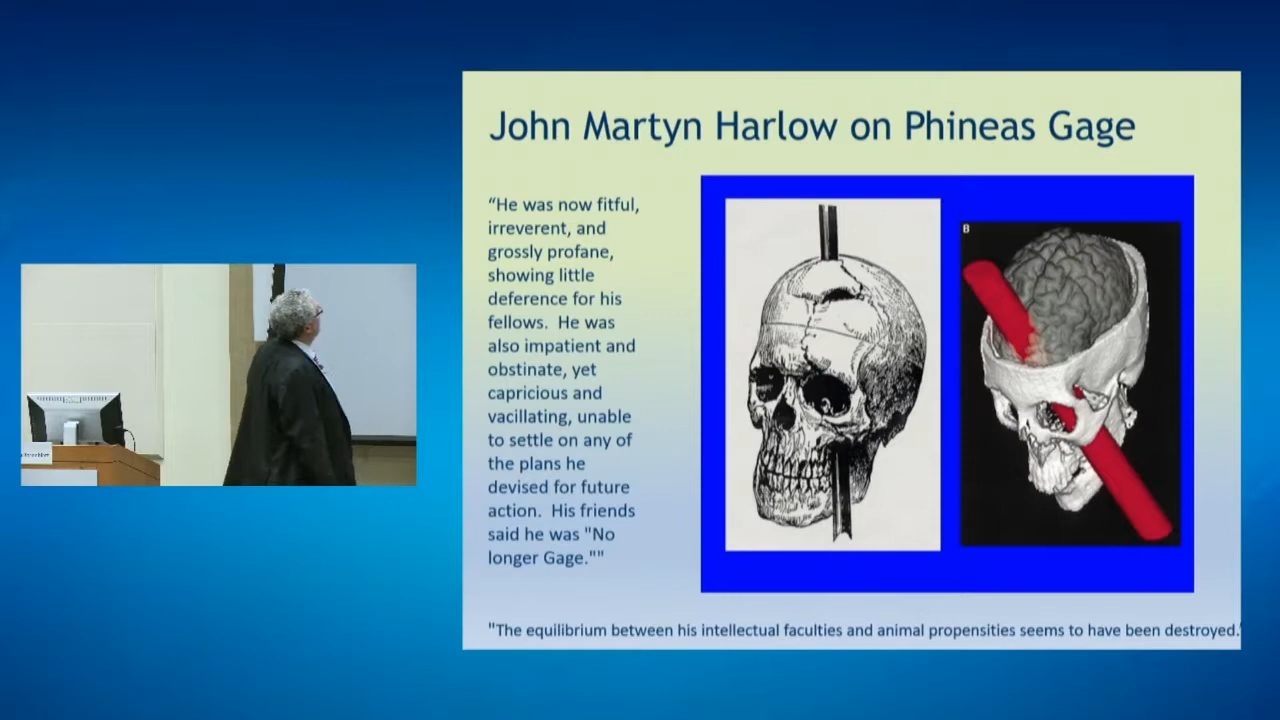 John Martyn Harlow on Phineas Gage
“He was now fitful,
irreverent, and
grossly profane,
showing little
deference for his
fellows. He was
also impatient and
obstinate, yet
capricious and
vacillating, unable
to settle on any of
the plans he
devised for future
action. His friends
said he was "No
longer Gage.""
B
"The equilibrium between his intellectual faculties and animal propensities seems to have been destroyed.'